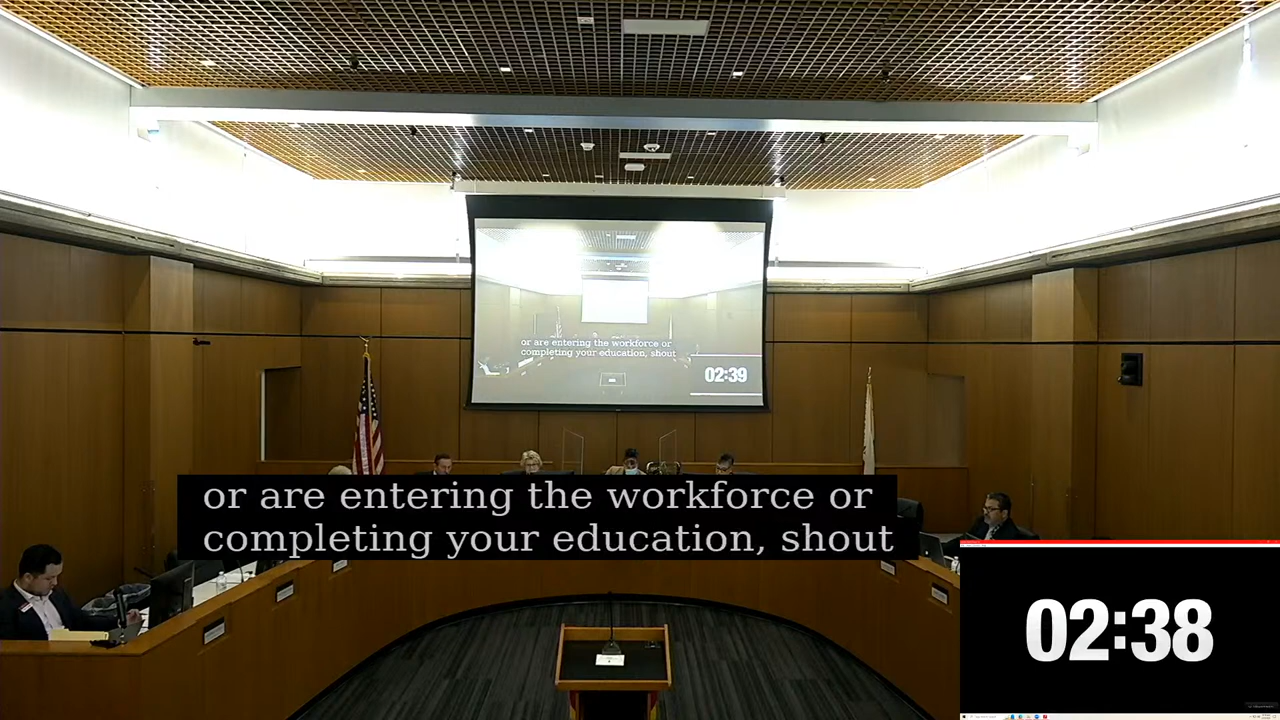 or are entering the workforce or
completing your education, shout
02:39
or are entering the workforce or
completing your education, shout
02:38